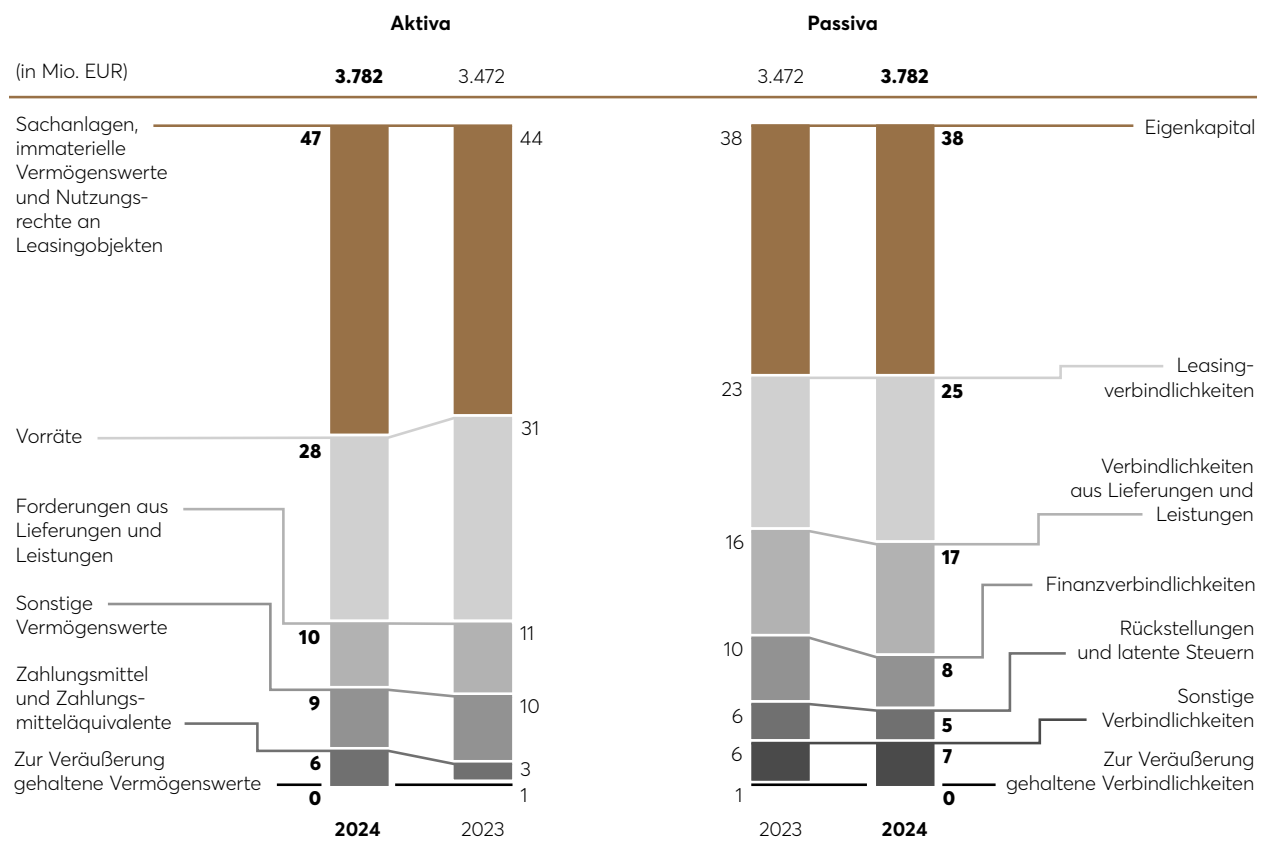 Aktiva
Passiva
(in Mio. EUR)
3.782
3.472
3.472
3.782
Sachanlagen,
immaterielle
Vermögenswerte
und Nutzungs-
rechte an
Leasingobjekten
47
44
38
38
Eigenkapital
Vorräte
28
31
23
25
Leasing-
verbindlichkeiten
Forderungen aus
Lieferungen und
Leistungen
10
11
16
17
Verbindlichkeiten
aus Lieferungen und
Leistungen
Sonstige
Vermögenswerte
9
10
10
8
Finanzverbindlichkeiten
Zahlungsmittel
und Zahlungs-
mitteläquivalente
6
3
6
5
Rückstellungen
und latente Steuern
6
7
Sonstige
Verbindlichkeiten
Zur Veräußerung
gehaltene Vermögenswerte
0
1
1
0
Zur Veräußerung
gehaltene Verbindlichkeiten
2024
2023
2023
2024